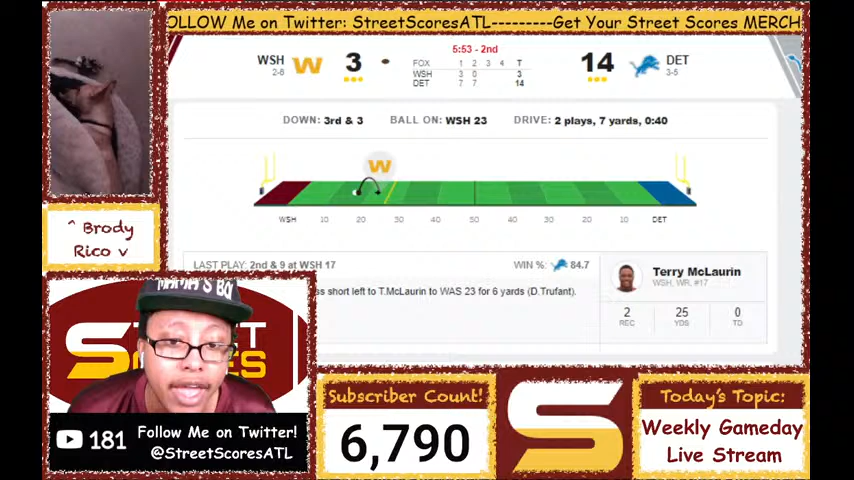 FOLLOW Me on Twitter: StreetScoresATL---------Get Your Street Scores MERCH
WSH
2-6
W
3
5:53 - 2nd
FOX 1 2 3 4 T
WSH 3 0 3
DET 7 7 14
14
DET
3-5
DOWN: 3rd & 3
BALL ON: WSH 23
DRIVE: 2 plays, 7 yards, 0:40
W
WSH 10 20 30 40 50 40 30 20 10 DET
^ Brody
Rico v
LAST PLAY: 2nd & 9 at WSH 17
WIN %: 84.7
ss short left to T.McLaurin to WAS 23 for 6 yards (D.Trufant).
Terry McLaurin
WSH, WR, #17
2 25 0
REC YDS TD
MAMA'S BOY
181
Follow Me on Twitter!
@StreetScoresATL
Subscriber Count!
6,790
S
Today's Topic:
Weekly Gameday
Live Stream